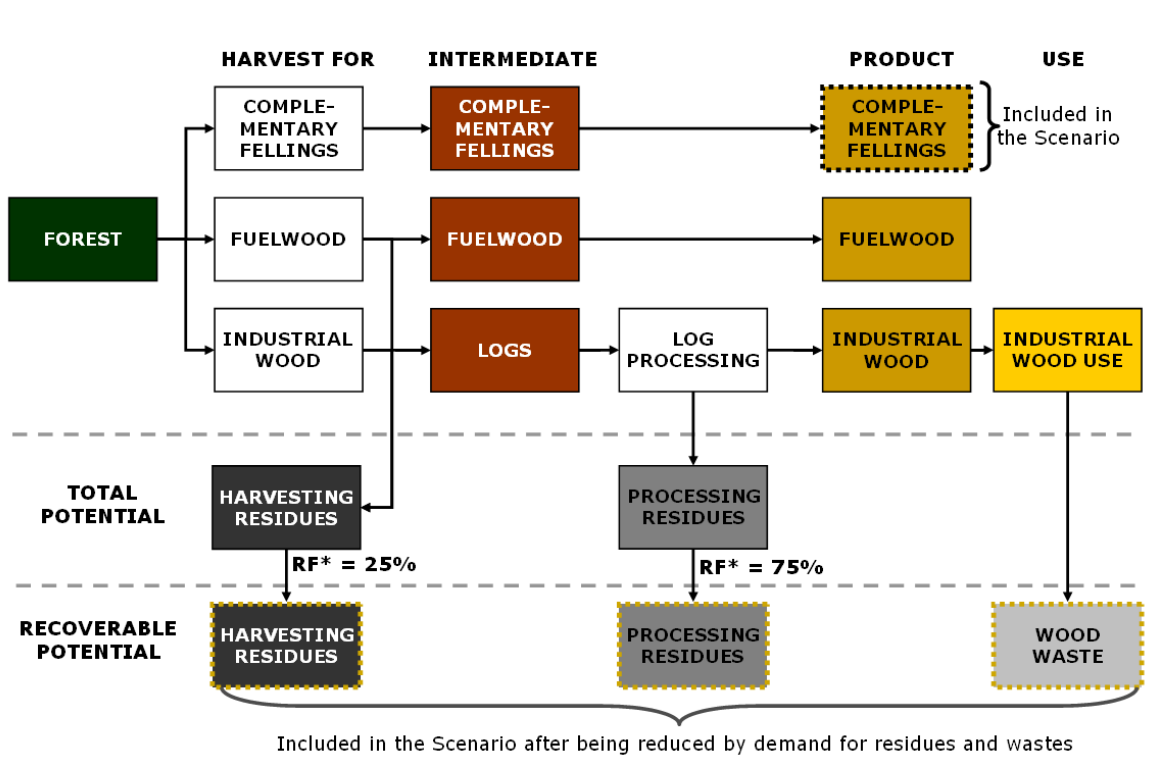 HARVEST FOR
INTERMEDIATE
PRODUCT
USE
COMPLE-
MENTARY
FELLINGS
COMPLE-
MENTARY
FELLINGS
COMPLE-
MENTARY
FELLINGS
Included in
the Scenario
FOREST
FUELWOOD
FUELWOOD
FUELWOOD
INDUSTRIAL
WOOD
LOGS
LOG
PROCESSING
INDUSTRIAL
WOOD
INDUSTRIAL
WOOD USE
TOTAL
POTENTIAL
HARVESTING
RESIDUES
PROCESSING
RESIDUES
RF* = 25%
RF* = 75%
RECOVERABLE
POTENTIAL
HARVESTING
RESIDUES
PROCESSING
RESIDUES
WOOD
WASTE
Included in the Scenario after being reduced by demand for residues and wastes